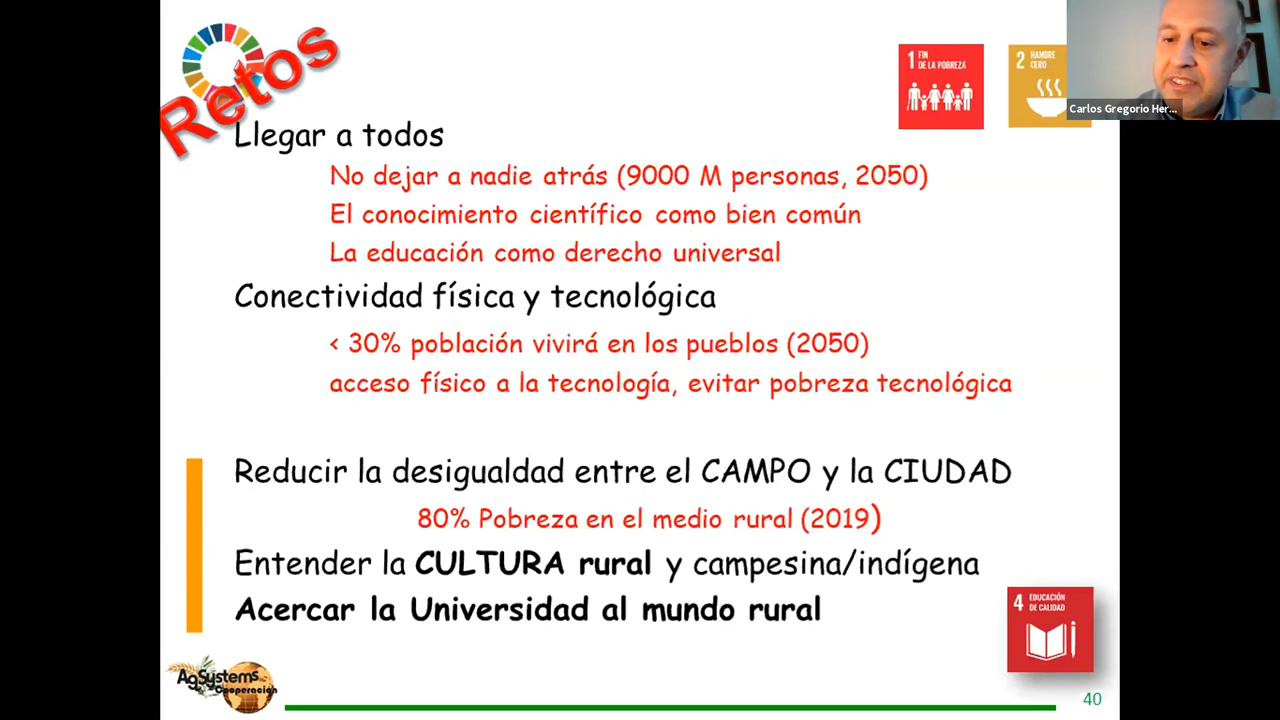 Retos
1 FIN
DE LA POBREZA
2 HAMBRE
CERO
Carlos Gregorio Her...
Llegar a todos
No dejar a nadie atrás (9000 M personas, 2050)
El conocimiento científico como bien común
La educación como derecho universal
Conectividad física y tecnológica
< 30% población vivirá en los pueblos (2050)
acceso físico a la tecnología, evitar pobreza tecnológica
Reducir la desigualdad entre el CAMPO y la CIUDAD
80% Pobreza en el medio rural (2019)
Entender la CULTURA rural y campesina/indígena
Acercar la Universidad al mundo rural
4 EDUCACIÓN
DE CALIDAD
AgSystems
Cooperación
40